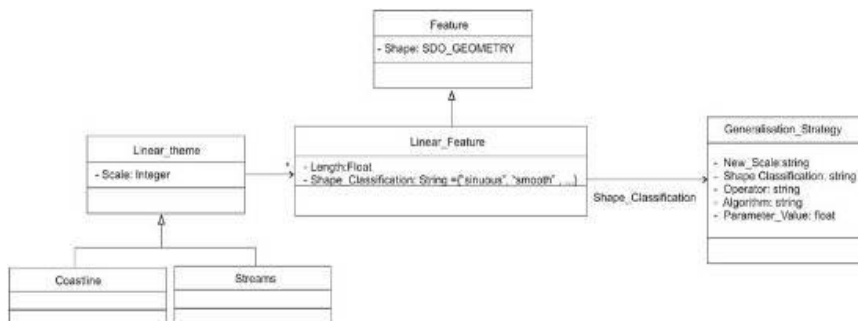 Feature
- Shape: SDO_GEOMETRY
Linear_theme
- Scale: Integer
*
Linear_Feature
- Length:Float
- Shape_Classification: String ={"sinuous", "smooth" , ...}
Shape_Classification
Generalisation_Strategy
- New_Scale:string
- Shape Classification: string
- Operator: string
- Algorithm: string
- Parameter_Value: float
Coastline
Streams